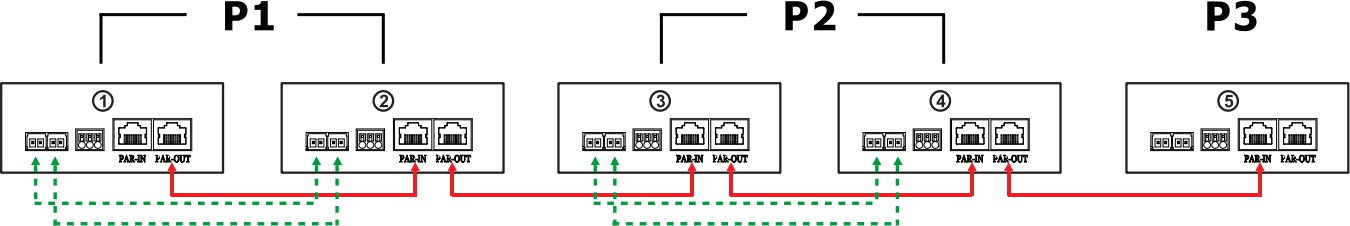 P1 P2 P3
① ② ③ ④ ⑤
PAR-IN PAR-OUT PAR-IN PAR-OUT PAR-IN PAR-OUT PAR-IN PAR-OUT PAR-IN PAR-OUT